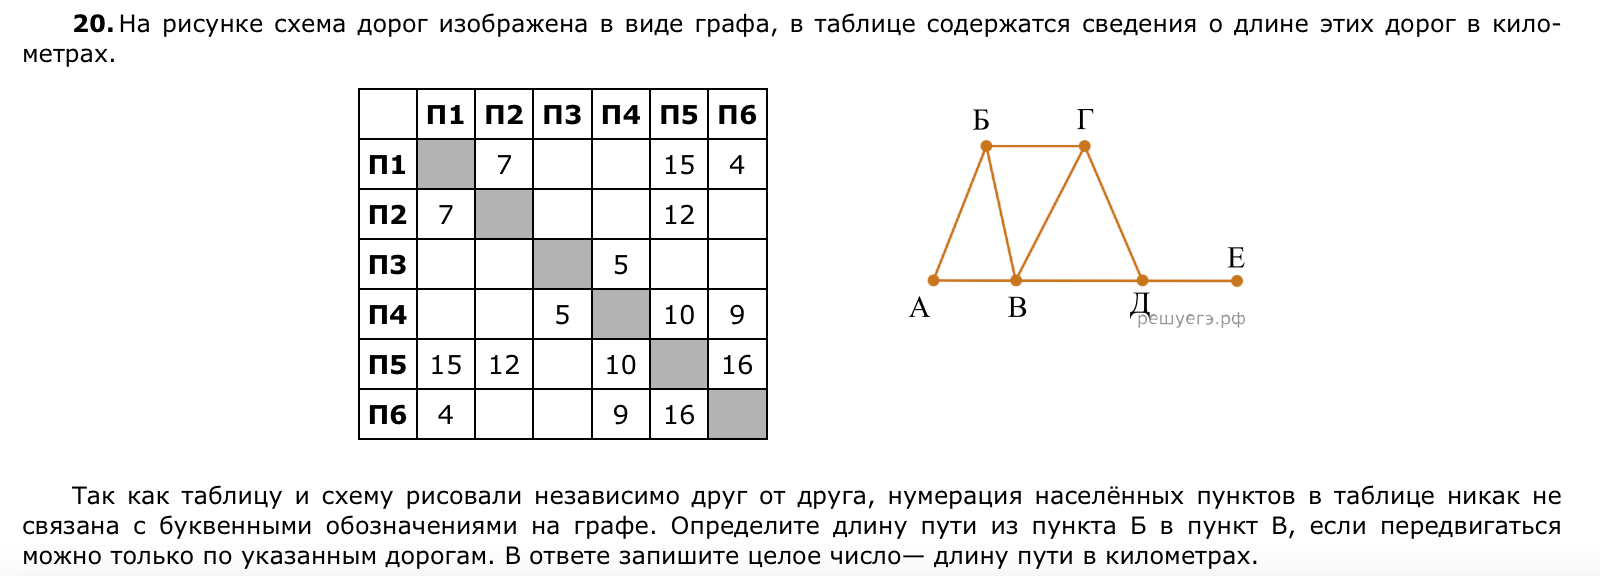 20. На рисунке схема дорог изображена в виде графа, в таблице содержатся сведения о длине этих дорог в кило-
метрах.
П1 П2 П3 П4 П5 П6
П1 7 15 4
П2 7 12
П3 5
П4 5 10 9
П5 15 12 10 16
П6 4 9 16
Б Г
Е
А В Д
решуегэ.рф
Так как таблицу и схему рисовали независимо друг от друга, нумерация населённых пунктов в таблице никак не
связана с буквенными обозначениями на графе. Определите длину пути из пункта Б в пункт В, если передвигаться
можно только по указанным дорогам. В ответе запишите целое число— длину пути в километрах.